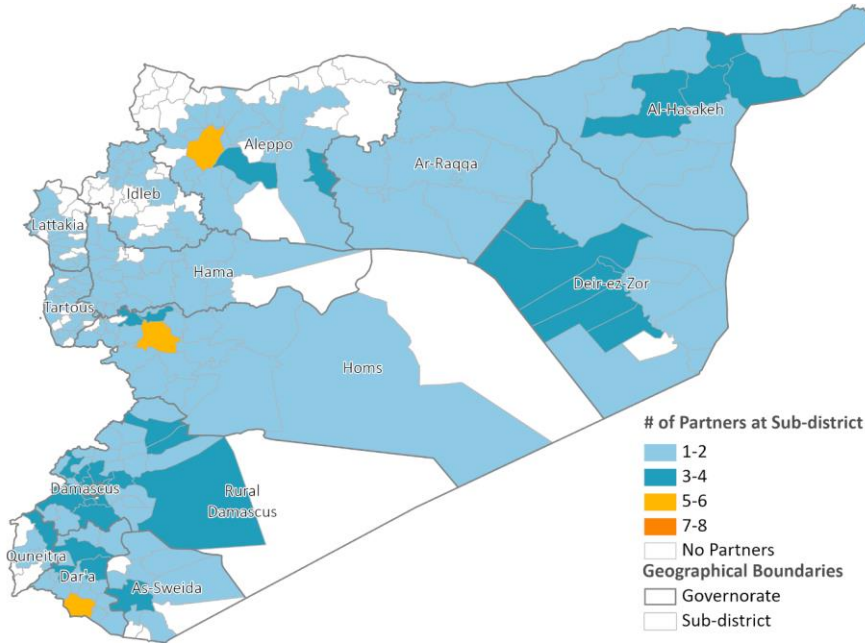 Al-Hasakeh
Aleppo
Ar-Raqqa
Idleb
Lattakia
Hama
Deir-ez-Zor
Tartous
Homs
# of Partners at Sub-district
1-2
3-4
5-6
7-8
No Partners
Geographical Boundaries
Governorate
Sub-district
Damascus
Rural
Damascus
Quneitra
Dar'a
As-Sweida